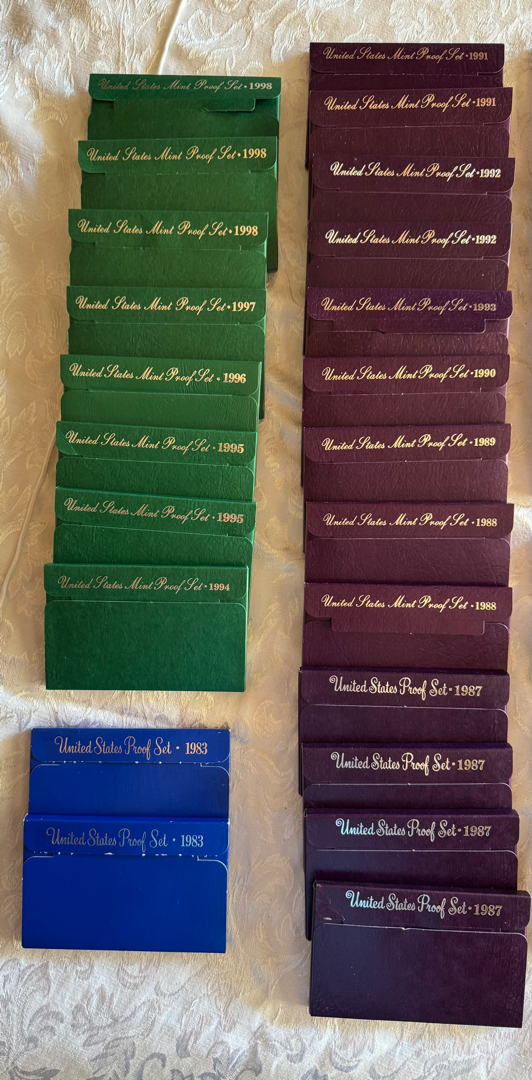 United States Mint Proof Set • 1998
United States Mint Proof Set • 1998
United States Mint Proof Set • 1998
United States Mint Proof Set • 1997
United States Mint Proof Set • 1996
United States Mint Proof Set • 1995
United States Mint Proof Set • 1995
United States Mint Proof Set • 1994
United States Proof Set • 1983
United States Proof Set • 1983
United States Mint Proof Set • 1991
United States Mint Proof Set • 1991
United States Mint Proof Set • 1992
United States Mint Proof Set • 1992
United States Mint Proof Set • 1993
United States Mint Proof Set • 1990
United States Mint Proof Set • 1989
United States Mint Proof Set • 1988
United States Mint Proof Set • 1988
United States Proof Set • 1987
United States Proof Set • 1987
United States Proof Set • 1987
United States Proof Set • 1987